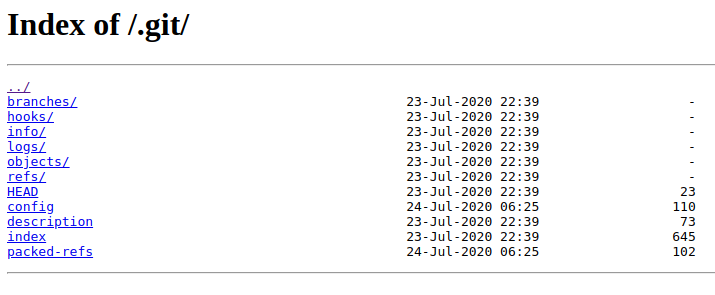 Index of /.git/
../
branches/ 23-Jul-2020 22:39 -
hooks/ 23-Jul-2020 22:39 -
info/ 23-Jul-2020 22:39 -
logs/ 23-Jul-2020 22:39 -
objects/ 23-Jul-2020 22:39 -
refs/ 23-Jul-2020 22:39 -
HEAD 23-Jul-2020 22:39 23
config 24-Jul-2020 06:25 110
description 23-Jul-2020 22:39 73
index 23-Jul-2020 22:39 645
packed-refs 24-Jul-2020 06:25 102